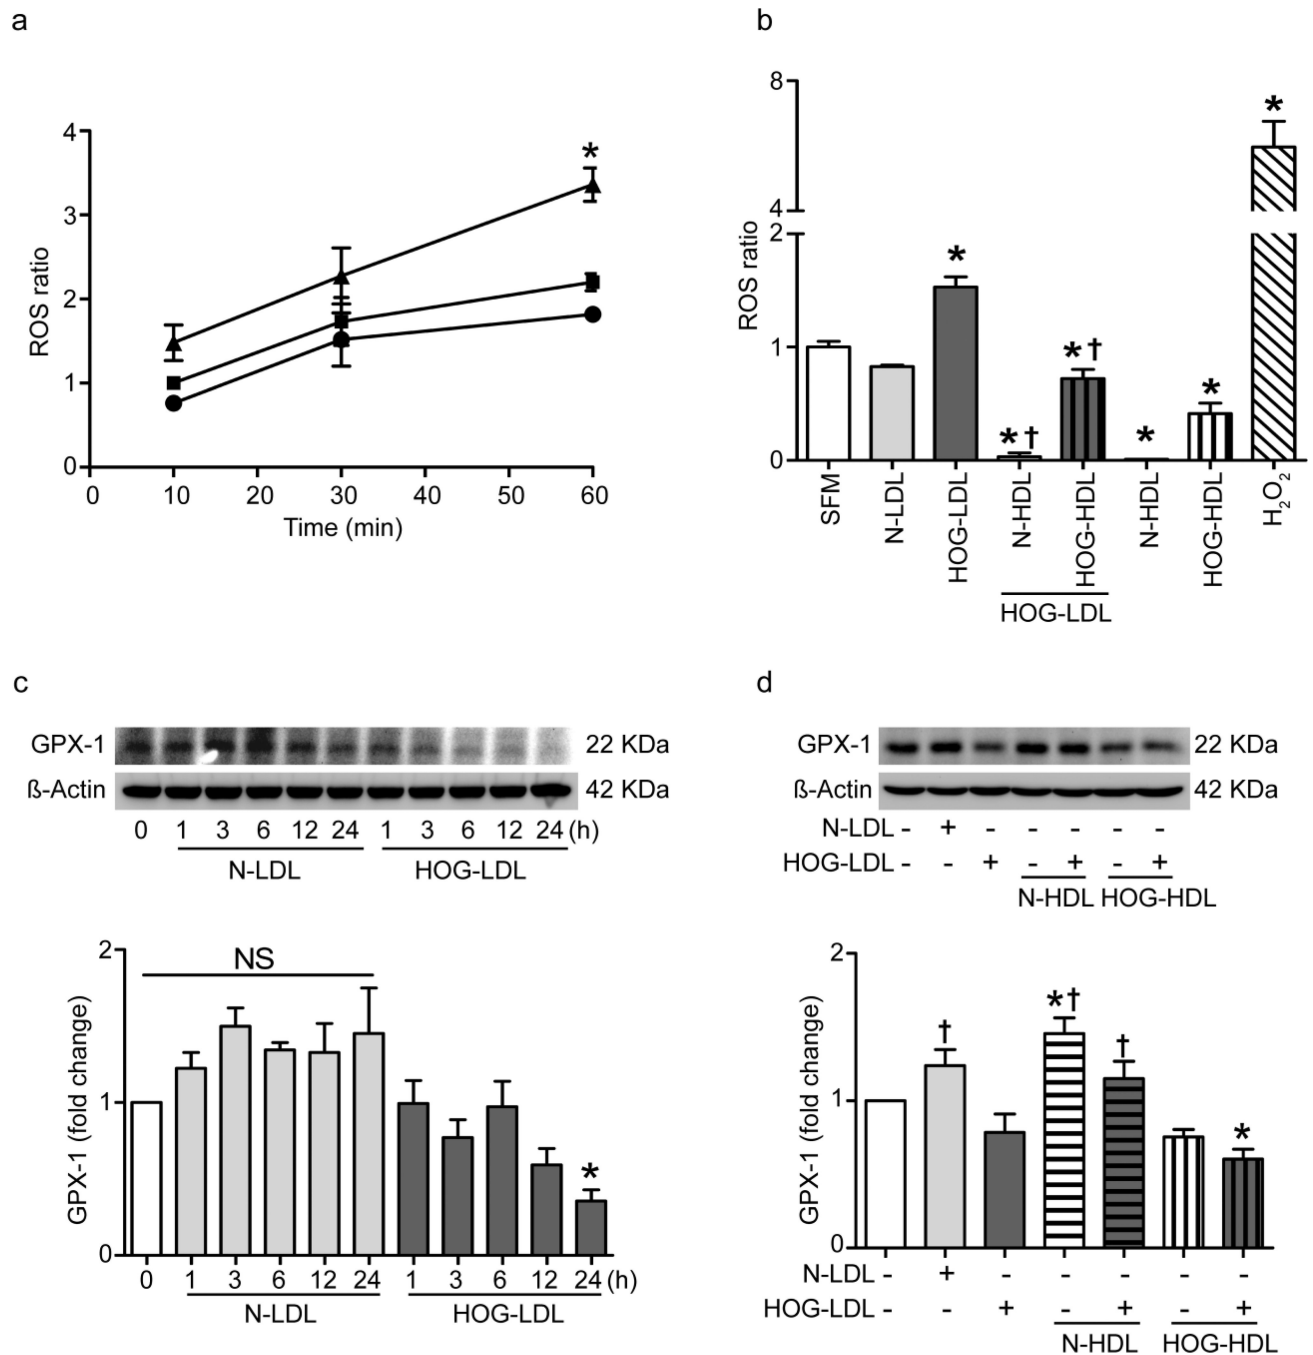 a
4
3
2
1
0
ROS ratio
*
0 10 20 30 40 50 60
Time (min)
b
8
4
2
1
0
ROS ratio
* *† *† * * *
SFM N-LDL HOG-LDL N-HDL HOG-HDL N-HDL HOG-HDL H₂O₂
HOG-LDL
c
GPX-1 22 KDa
ß-Actin 42 KDa
0 1 3 6 12 24 1 3 6 12 24 (h)
N-LDL HOG-LDL
2
1
0
GPX-1 (fold change)
NS
*
0 1 3 6 12 24 1 3 6 12 24 (h)
N-LDL HOG-LDL
d
GPX-1 22 KDa
ß-Actin 42 KDa
N-LDL - + - - - - -
HOG-LDL - - + - + - +
N-HDL HOG-HDL
2
1
0
GPX-1 (fold change)
† *† † *
N-LDL - + - - - - -
HOG-LDL - - + - + - +
N-HDL HOG-HDL